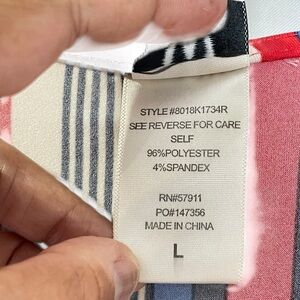 STYLE #8018K1734R
SEE REVERSE FOR CARE
SELF
96%POLYESTER
4%SPANDEX
RN#57911
PO#147356
MADE IN CHINA
L